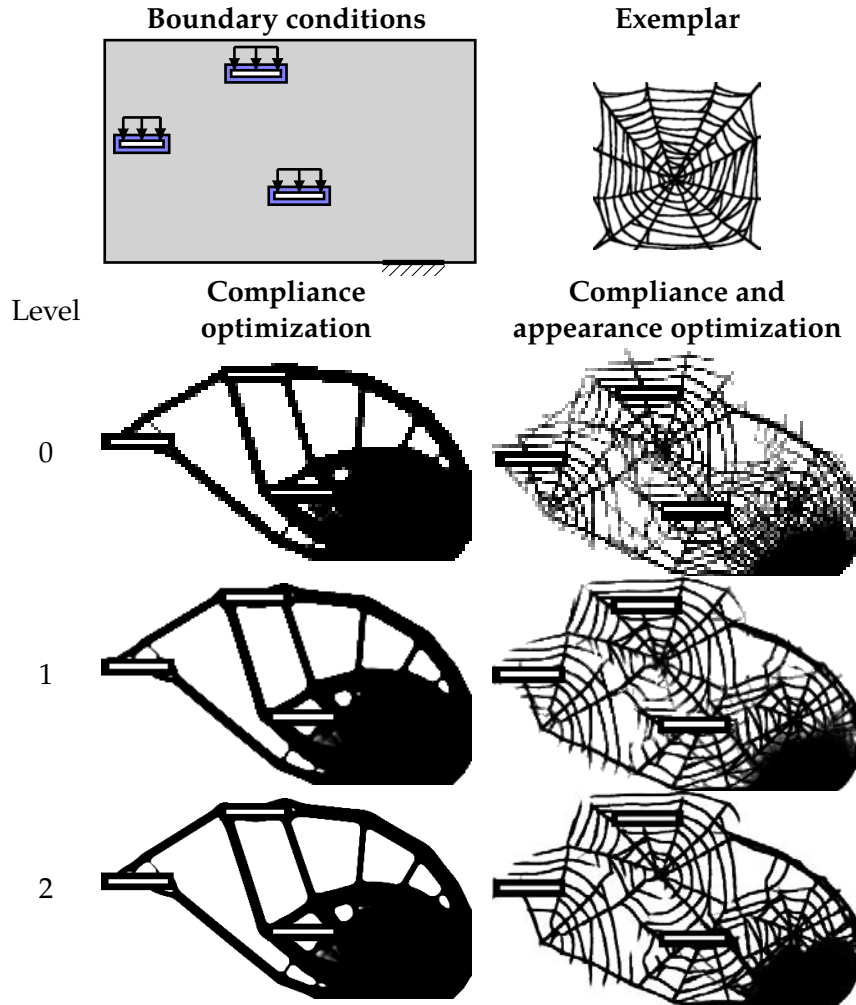 Boundary conditions
Exemplar
Level
Compliance
optimization
Compliance and
appearance optimization
0
1
2